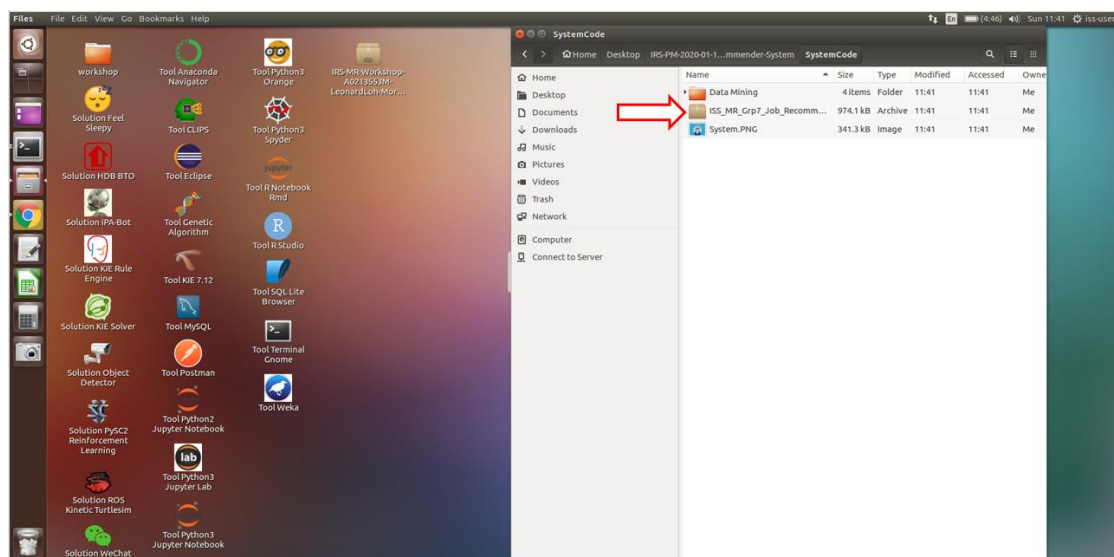 Files File Edit View Go Bookmarks Help
En (4:46) Sun 11:41 iss-user
workshop
Solution Feel
Sleepy
Solution HDB BTO
Solution IPA-Bot
Solution KIE Rule
Engine
Solution KIE Solver
Solution Object
Detector
Solution PySC2
Reinforcement
Learning
Solution ROS
Kinetic Turtlesim
Solution WeChat
Tool Anaconda
Navigator
Tool CLIPS
Tool Eclipse
Tool Genetic
Algorithm
Tool KIE 7.12
Tool MySQL
Tool Postman
Tool Python2
Jupyter Notebook
lab
Tool Python3
Jupyter Lab
Tool Python3
Jupyter Notebook
Tool Python3
Orange
Tool Python3
Spyder
jupyter
Tool R Notebook
Rmd
R
Tool R Studio
Tool SQL Lite
Browser
Tool Terminal
Gnome
Tool Weka
zip
IRS-MR-Workshop-
A0213553M-
LeonardLoh-Mor...
SystemCode
Home Desktop IRS-PM-2020-01-1...mmender-System SystemCode
Home
Desktop
Documents
Downloads
Music
Pictures
Videos
Trash
Network
Computer
Connect to Server
Name Size Type Modified Accessed Owne
Data Mining 4 items Folder 11:41 11:41 Me
ISS_MR_Grp7_Job_Recomm... 974.1 kB Archive 11:41 11:41 Me
System.PNG 341.3 kB Image 11:41 11:41 Me